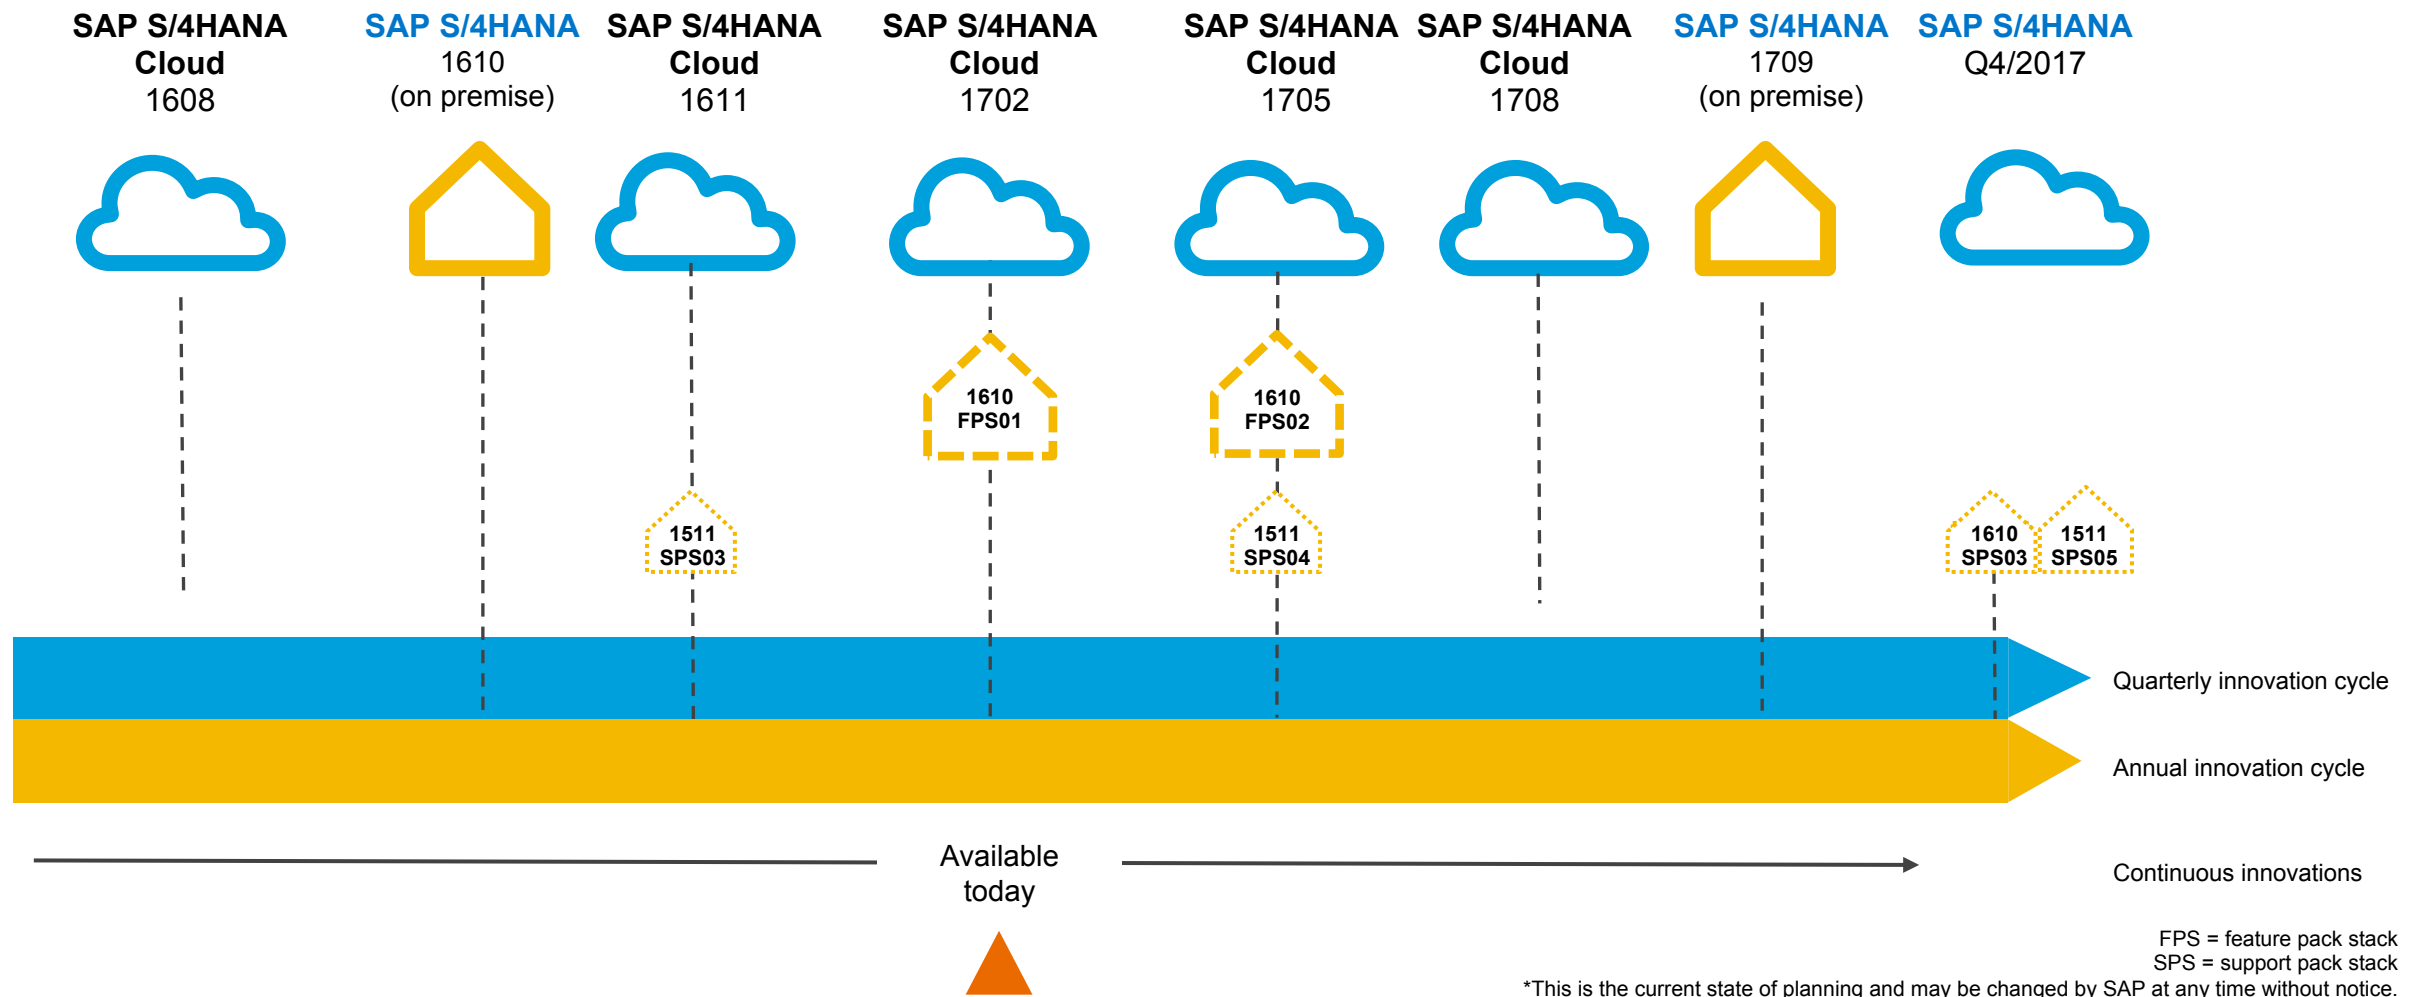 SAP S/4HANA
Cloud
1608
SAP S/4HANA
1610
(on premise)
SAP S/4HANA
Cloud
1611
SAP S/4HANA
Cloud
1702
SAP S/4HANA
Cloud
1705
SAP S/4HANA
Cloud
1708
SAP S/4HANA
1709
(on premise)
SAP S/4HANA
Q4/2017
1610
FPS01
1610
FPS02
1511
SPS03
1511
SPS04
1610
SPS03
1511
SPS05
Quarterly innovation cycle
Annual innovation cycle
Available
today
Continuous innovations
FPS = feature pack stack
SPS = support pack stack
*This is the current state of planning and may be changed by SAP at any time without notice.